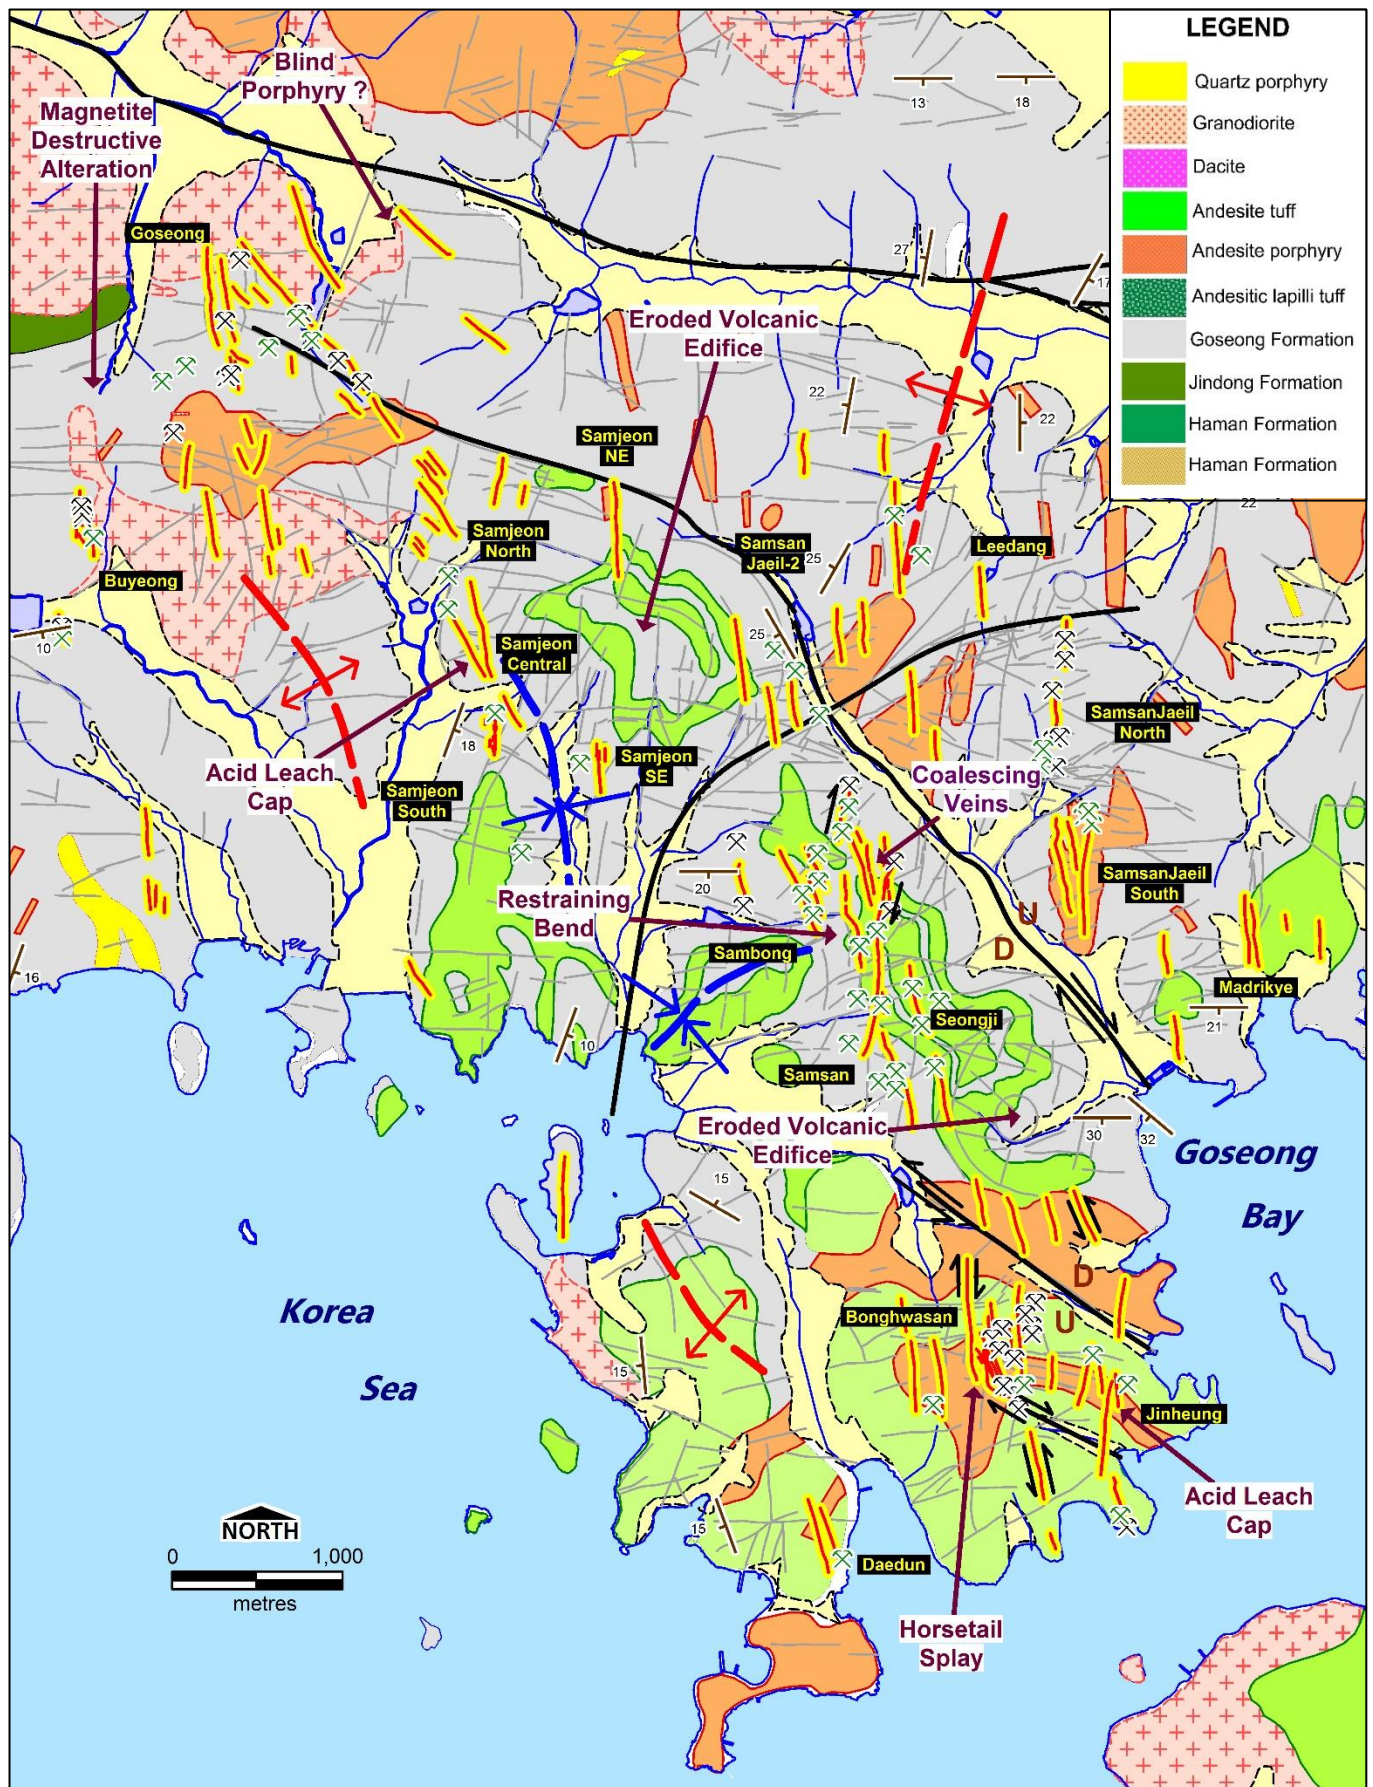 LEGEND
Quartz porphyry
Granodiorite
Dacite
Andesite tuff
Andesite porphyry
Andesitic lapilli tuff
Goseong Formation
Jindong Formation
Haman Formation
Haman Formation
Blind
Porphyry ?
Magnetite
Destructive
Alteration
13
18
Goseong
27
17
Eroded Volcanic
Edifice
22
22
22
Samjeon
NE
Samjeon
North
Samsan
Jaeil-2
25
Leedang
Buyeong
10
25
Samjeon
Central
18
SamsanJaeil
North
Acid Leach
Cap
Samjeon
South
Samjeon
SE
Coalescing
Veins
20
SamsanJaeil
South
Restraining
Bend
U
D
Sambong
16
Madrikye
Seongji
21
10
Samsan
Eroded Volcanic
Edifice
30
32
Goseong
Bay
15
D
U
Korea
Sea
Bonghwasan
15
Jinheung
Acid Leach
Cap
NORTH
0
1,000
metres
15
Daedun
Horsetail
Splay